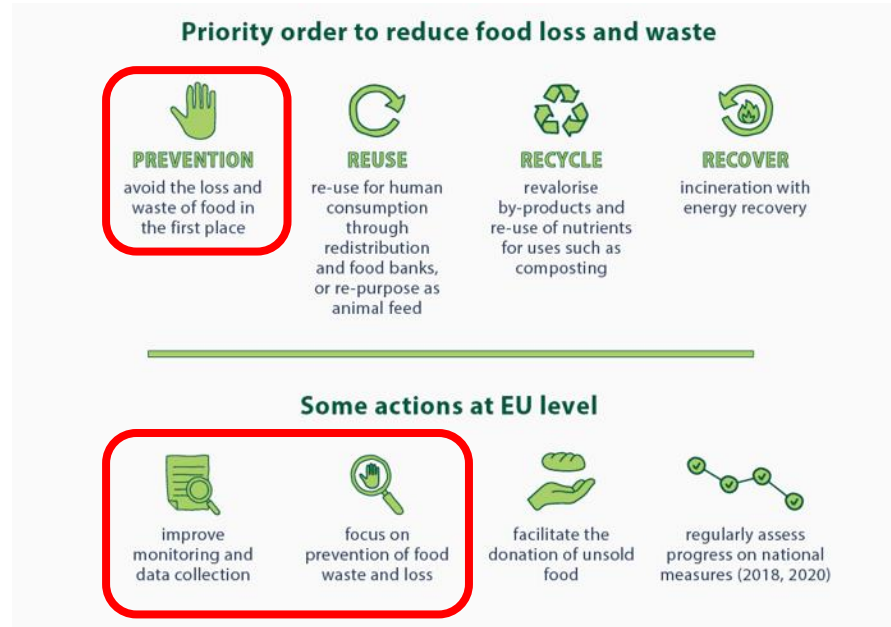 Priority order to reduce food loss and waste
PREVENTION
avoid the loss and
waste of food in
the first place
REUSE
re-use for human
consumption
through
redistribution
and food banks,
or re-purpose as
animal feed
RECYCLE
revalorise
by-products and
re-use of nutrients
for uses such as
composting
RECOVER
incineration with
energy recovery
Some actions at EU level
improve
monitoring and
data collection
focus on
prevention of food
waste and loss
facilitate the
donation of unsold
food
regularly assess
progress on national
measures (2018, 2020)